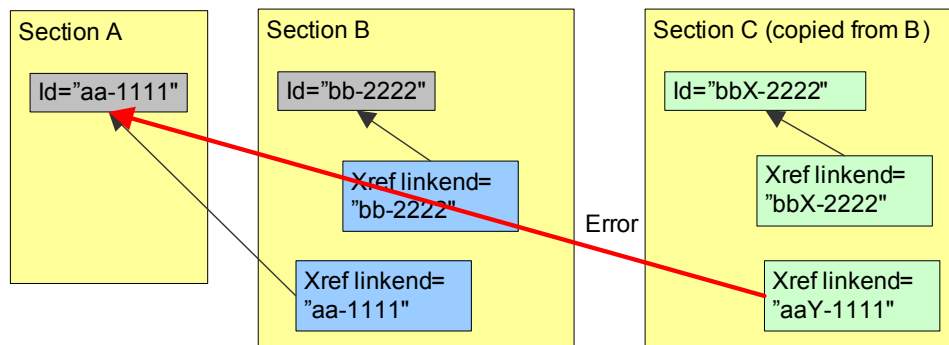 Section A
Id=”aa-1111"
Section B
Id=”bb-2222"
Xref linkend=
”bb-2222"
Xref linkend=
”aa-1111"
Error
Section C (copied from B)
Id=”bbX-2222"
Xref linkend=
”bbX-2222"
Xref linkend=
”aaY-1111"